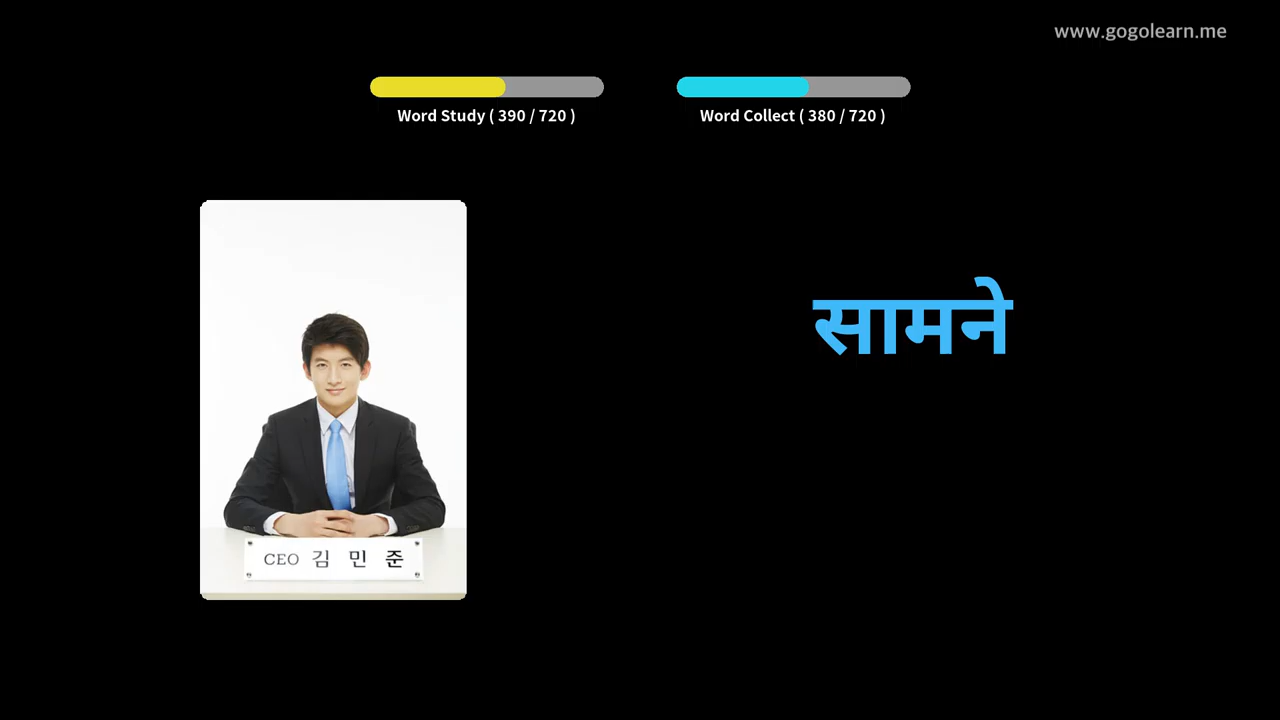 www.gogolearn.me
Word Study ( 390 / 720 )
Word Collect ( 380 / 720 )
सामने
CEO 김 민 준